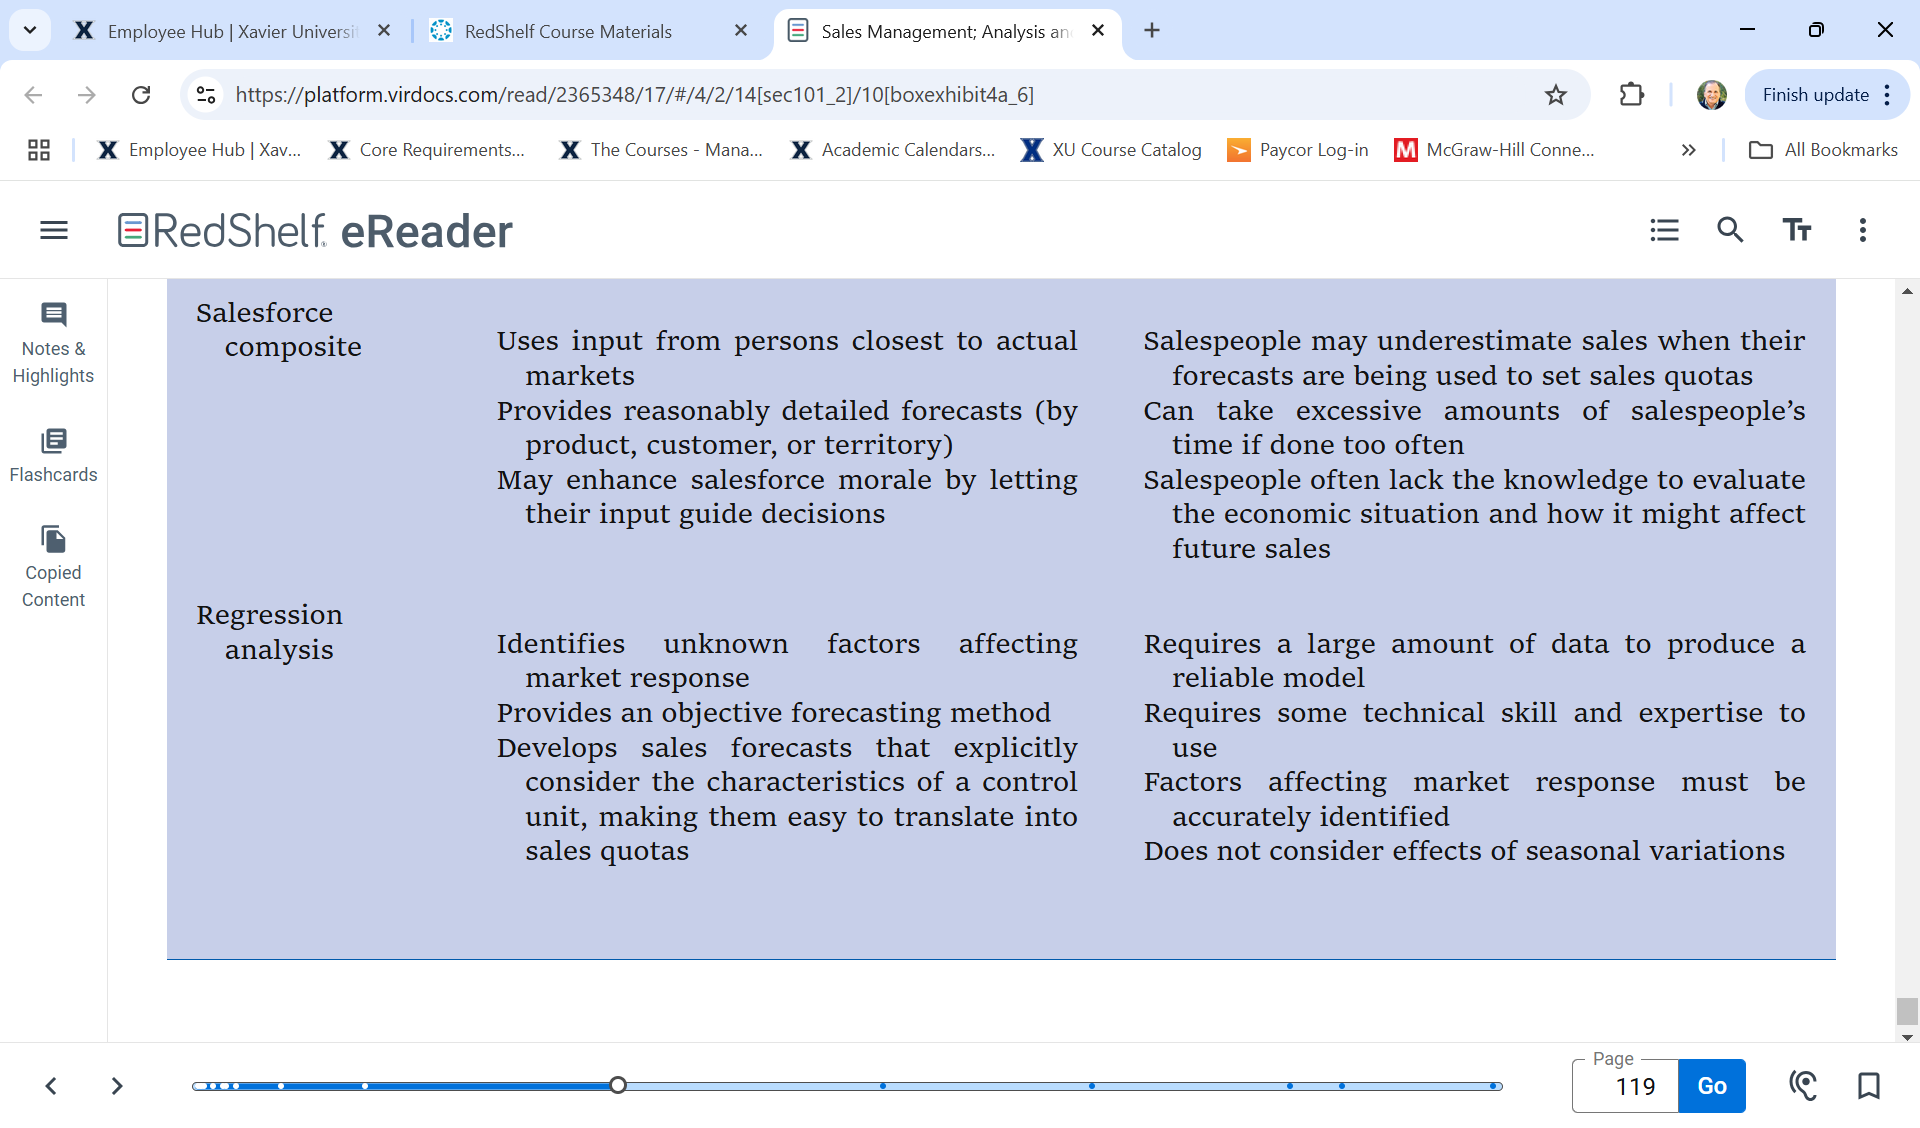 Employee Hub | Xavier Universit
RedShelf Course Materials
Sales Management; Analysis an
https://platform.virdocs.com/read/2365348/17/#/4/2/14[sec101_2]/10[boxexhibit4a_6]
Finish update
Employee Hub | Xav...
Core Requirements...
The Courses - Mana...
Academic Calendars...
XU Course Catalog
Paycor Log-in
M McGraw-Hill Conne...
All Bookmarks
RedShelf eReader
Notes &
Highlights
Flashcards
Copied
Content
Salesforce
composite
Uses input from persons closest to actual
markets
Provides reasonably detailed forecasts (by
product, customer, or territory)
May enhance salesforce morale by letting
their input guide decisions
Salespeople may underestimate sales when their
forecasts are being used to set sales quotas
Can take excessive amounts of salespeople’s
time if done too often
Salespeople often lack the knowledge to evaluate
the economic situation and how it might affect
future sales
Regression
analysis
Identifies unknown factors affecting
market response
Provides an objective forecasting method
Develops sales forecasts that explicitly
consider the characteristics of a control
unit, making them easy to translate into
sales quotas
Requires a large amount of data to produce a
reliable model
Requires some technical skill and expertise to
use
Factors affecting market response must be
accurately identified
Does not consider effects of seasonal variations
Page
119
Go